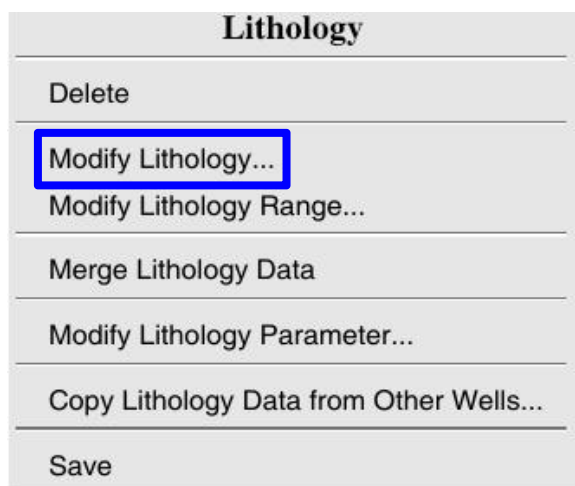 Lithology
Delete
Modify Lithology...
Modify Lithology Range...
Merge Lithology Data
Modify Lithology Parameter...
Copy Lithology Data from Other Wells...
Save